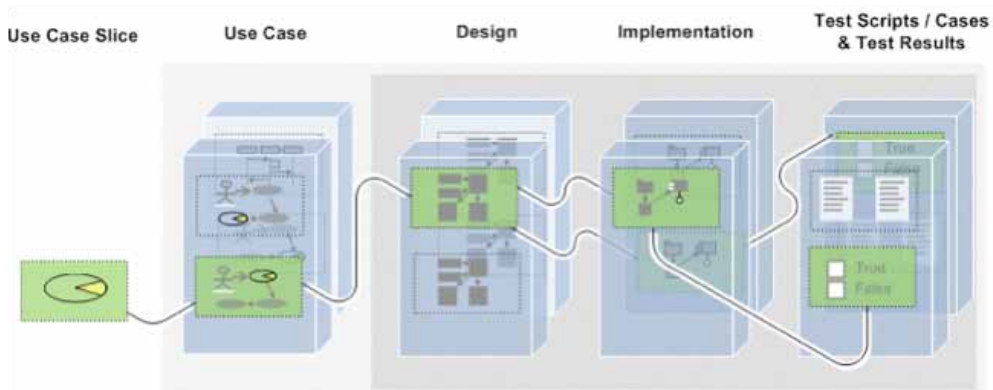 Use Case Slice
Use Case
Design
Implementation
Test Scripts / Cases
& Test Results
True
False
True
False